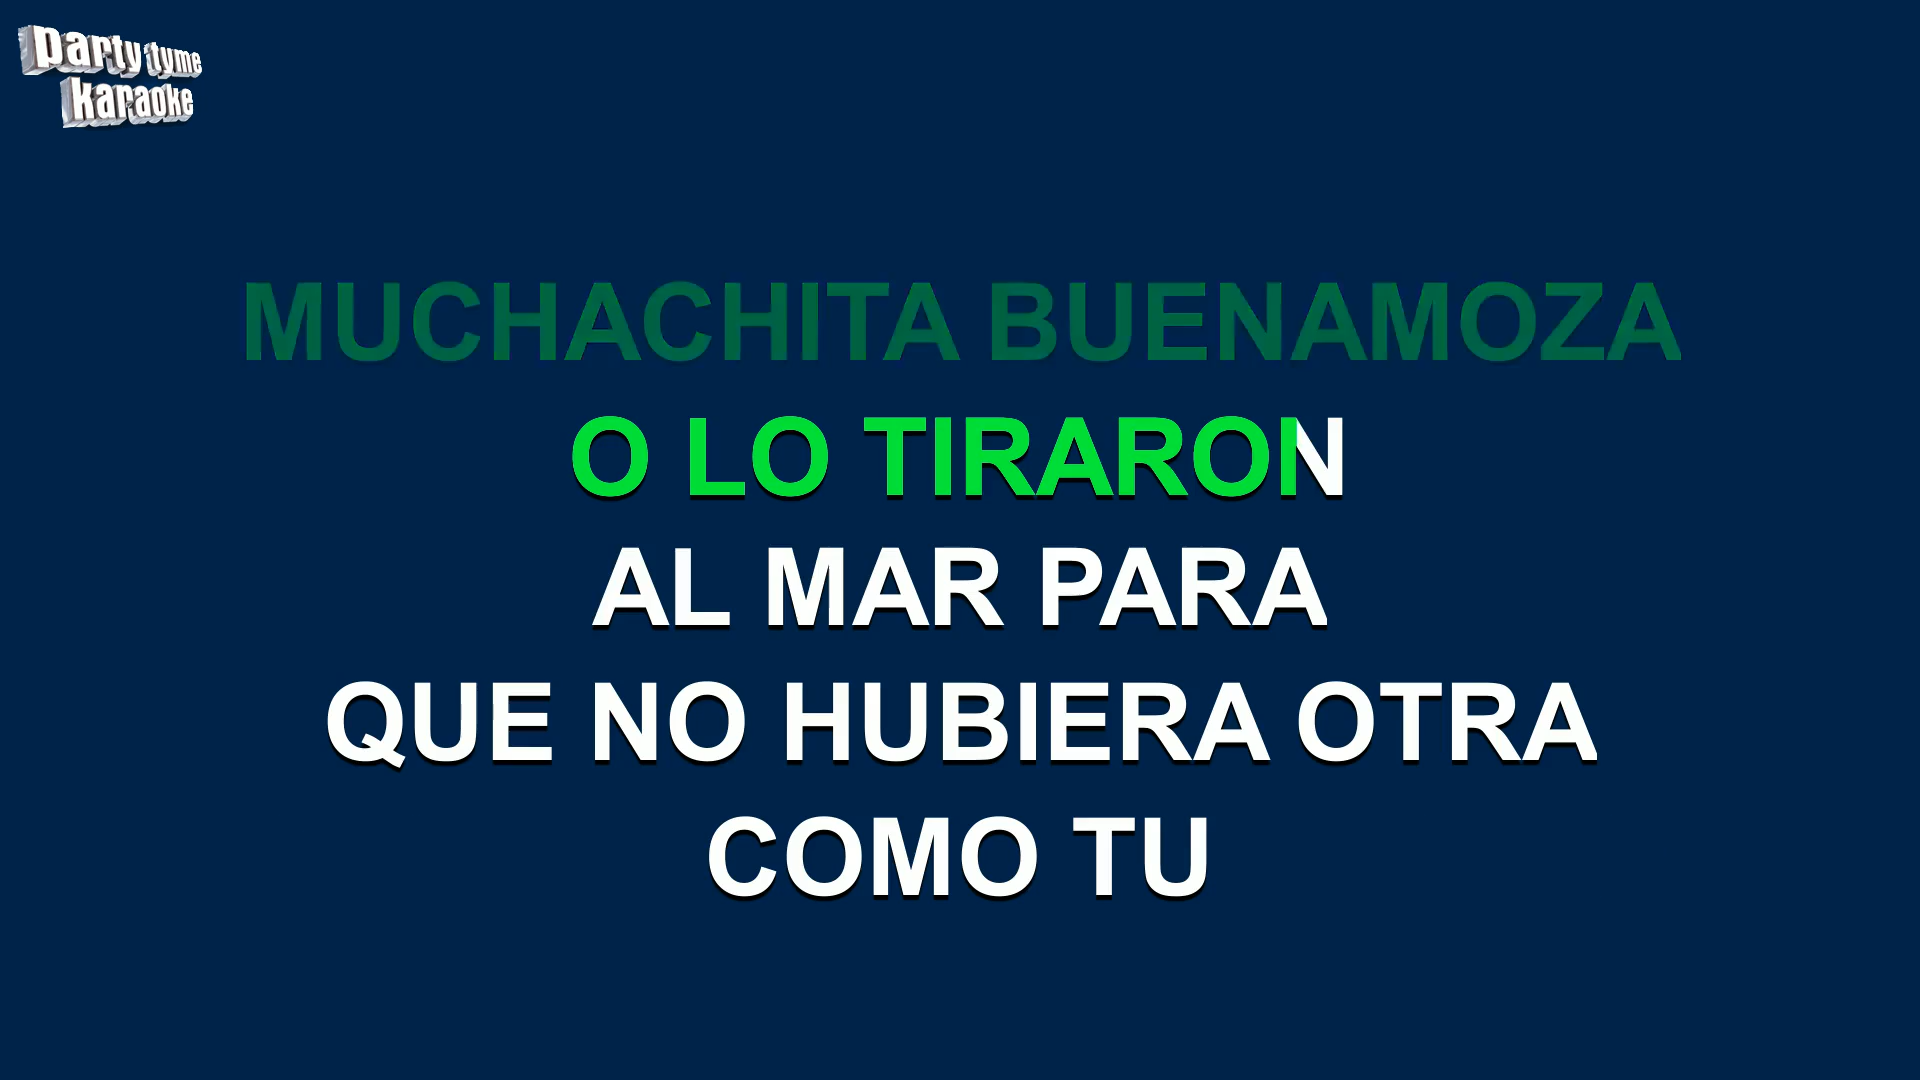 party tyme
karaoke
MUCHACHITA BUENAMOZA
O LO TIRARON
AL MAR PARA
QUE NO HUBIERA OTRA
COMO TU